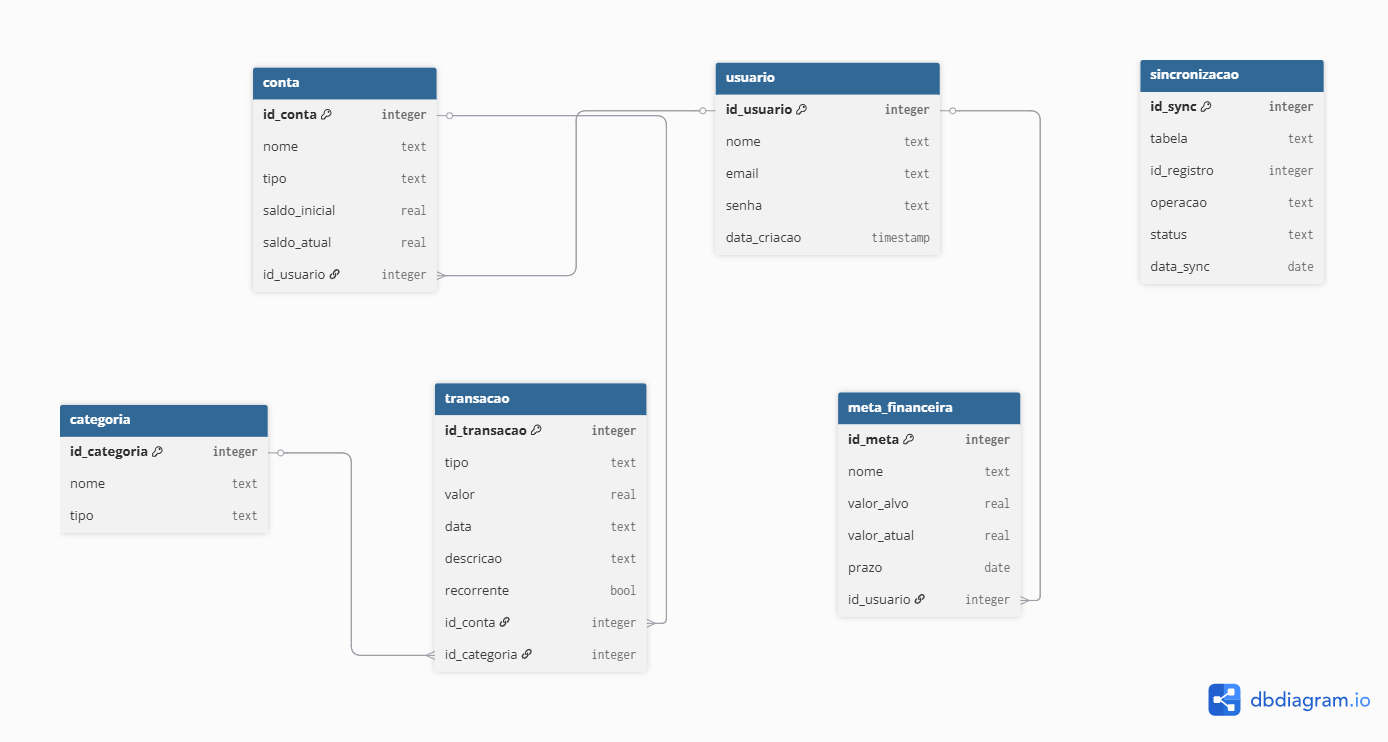 conta
id_conta integer
nome text
tipo text
saldo_inicial real
saldo_atual real
id_usuario integer
usuario
id_usuario integer
nome text
email text
senha text
data_criacao timestamp
sincronizacao
id_sync integer
tabela text
id_registro integer
operacao text
status text
data_sync date
categoria
id_categoria integer
nome text
tipo text
transacao
id_transacao integer
tipo text
valor real
data text
descricao text
recorrente bool
id_conta integer
id_categoria integer
meta_financeira
id_meta integer
nome text
valor_alvo real
valor_atual real
prazo date
id_usuario integer
dbdiagram.io